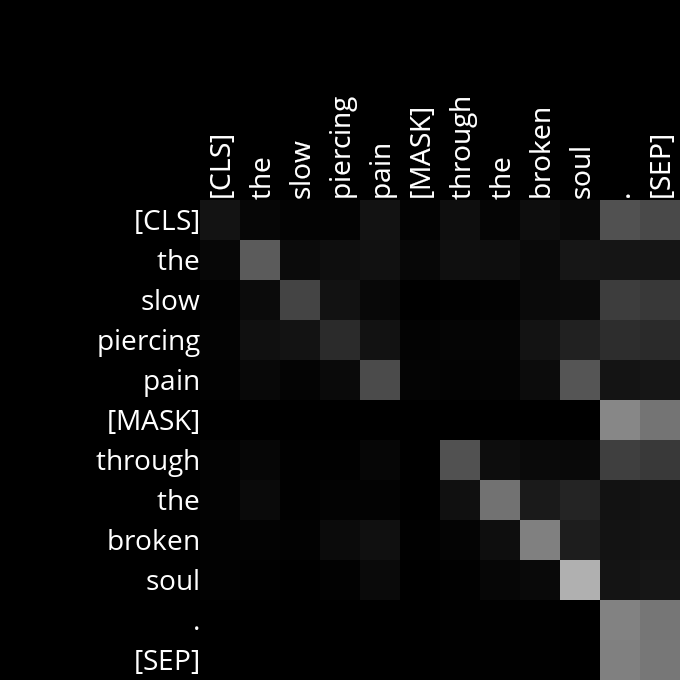 [CLS] the slow piercing pain [MASK] through the broken soul . [SEP]
[CLS]
the
slow
piercing
pain
[MASK]
through
the
broken
soul
.
[SEP]